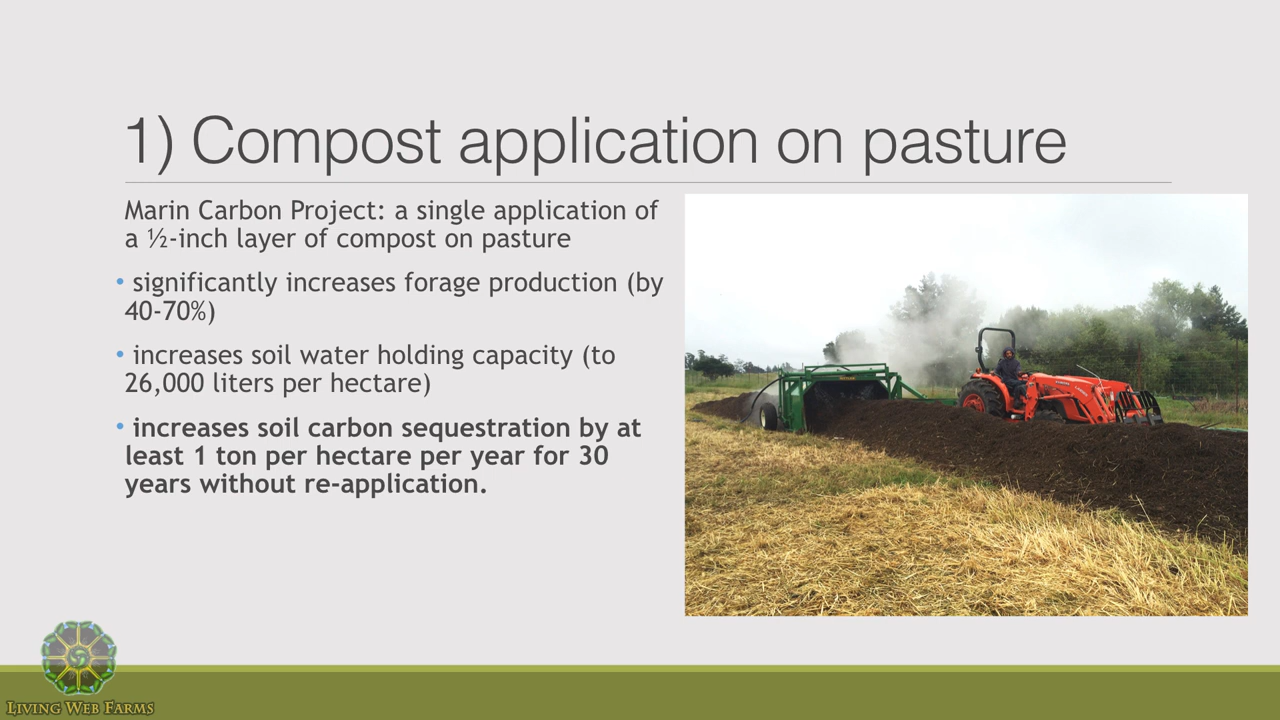 1) Compost application on pasture
Marin Carbon Project: a single application of
a ½-inch layer of compost on pasture
• significantly increases forage production (by
40-70%)
• increases soil water holding capacity (to
26,000 liters per hectare)
• increases soil carbon sequestration by at
least 1 ton per hectare per year for 30
years without re-application.
Living Web Farms